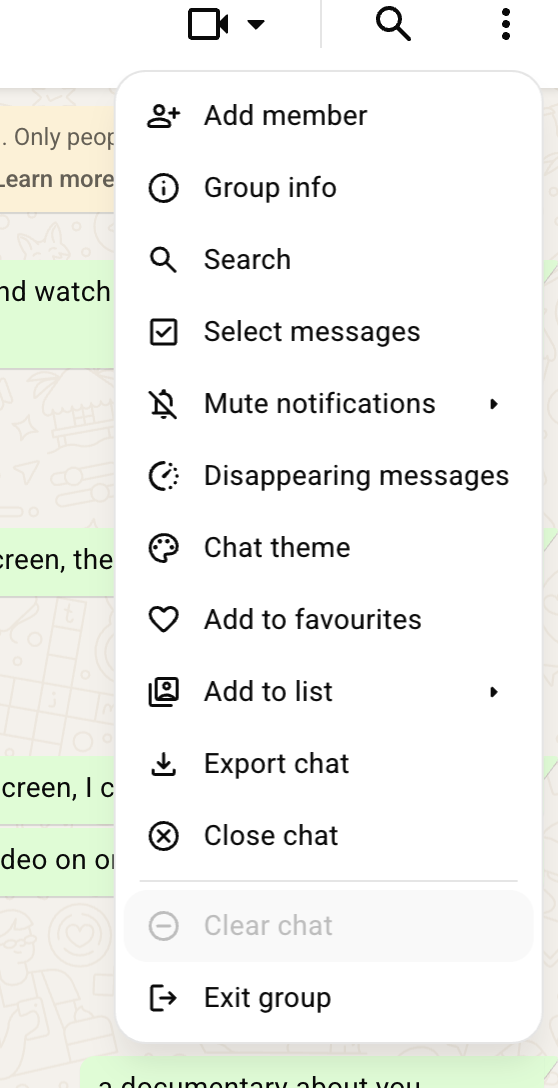 . Only peop
Learn more
nd watch
creen, the
creen, I c
deo on or
Add member
Group info
Search
Select messages
Mute notifications
Disappearing messages
Chat theme
Add to favourites
Add to list
Export chat
Close chat
Clear chat
Exit group
a documentary about you